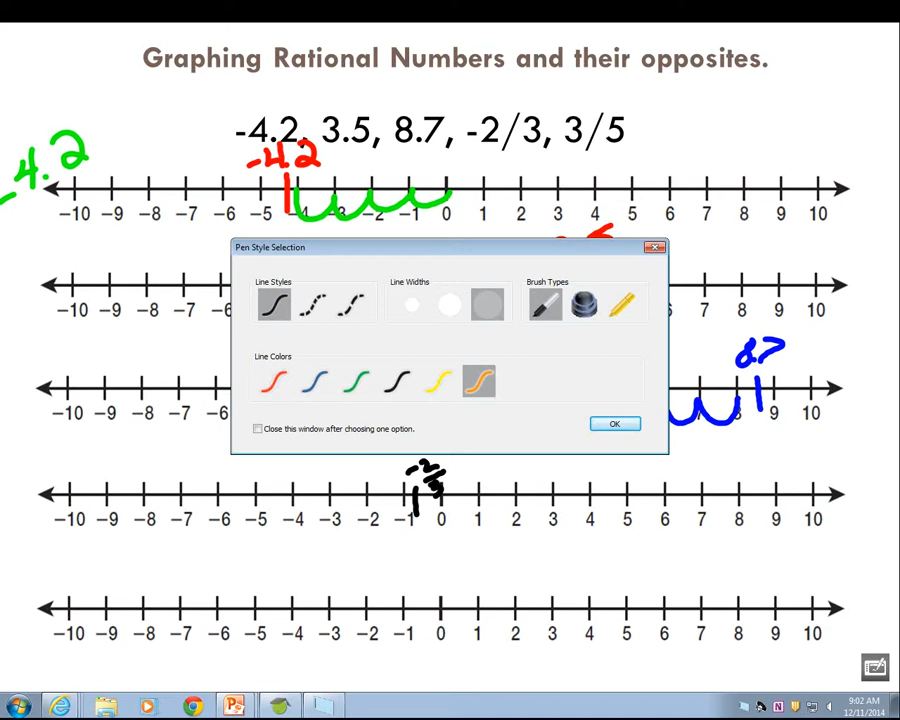 Graphing Rational Numbers and their opposites.
-4.2, 3.5, 8.7, -2/3, 3/5
-4.2
-4.2
−10 −9 −8 −7 −6 −5 −4 −3 −2 −1 0 1 2 3 4 5 6 7 8 9 10
Pen Style Selection
Line Styles Line Widths Brush Types
−10 −9 −8 −7 −6 7 8 9 10
Line Colors
8.7
−10 −9 −8 −7 −6 7 8 9 10
Close this window after choosing one option.
OK
-2/3
−10 −9 −8 −7 −6 −5 −4 −3 −2 −1 0 1 2 3 4 5 6 7 8 9 10
−10 −9 −8 −7 −6 −5 −4 −3 −2 −1 0 1 2 3 4 5 6 7 8 9 10
9:02 AM
12/11/2014